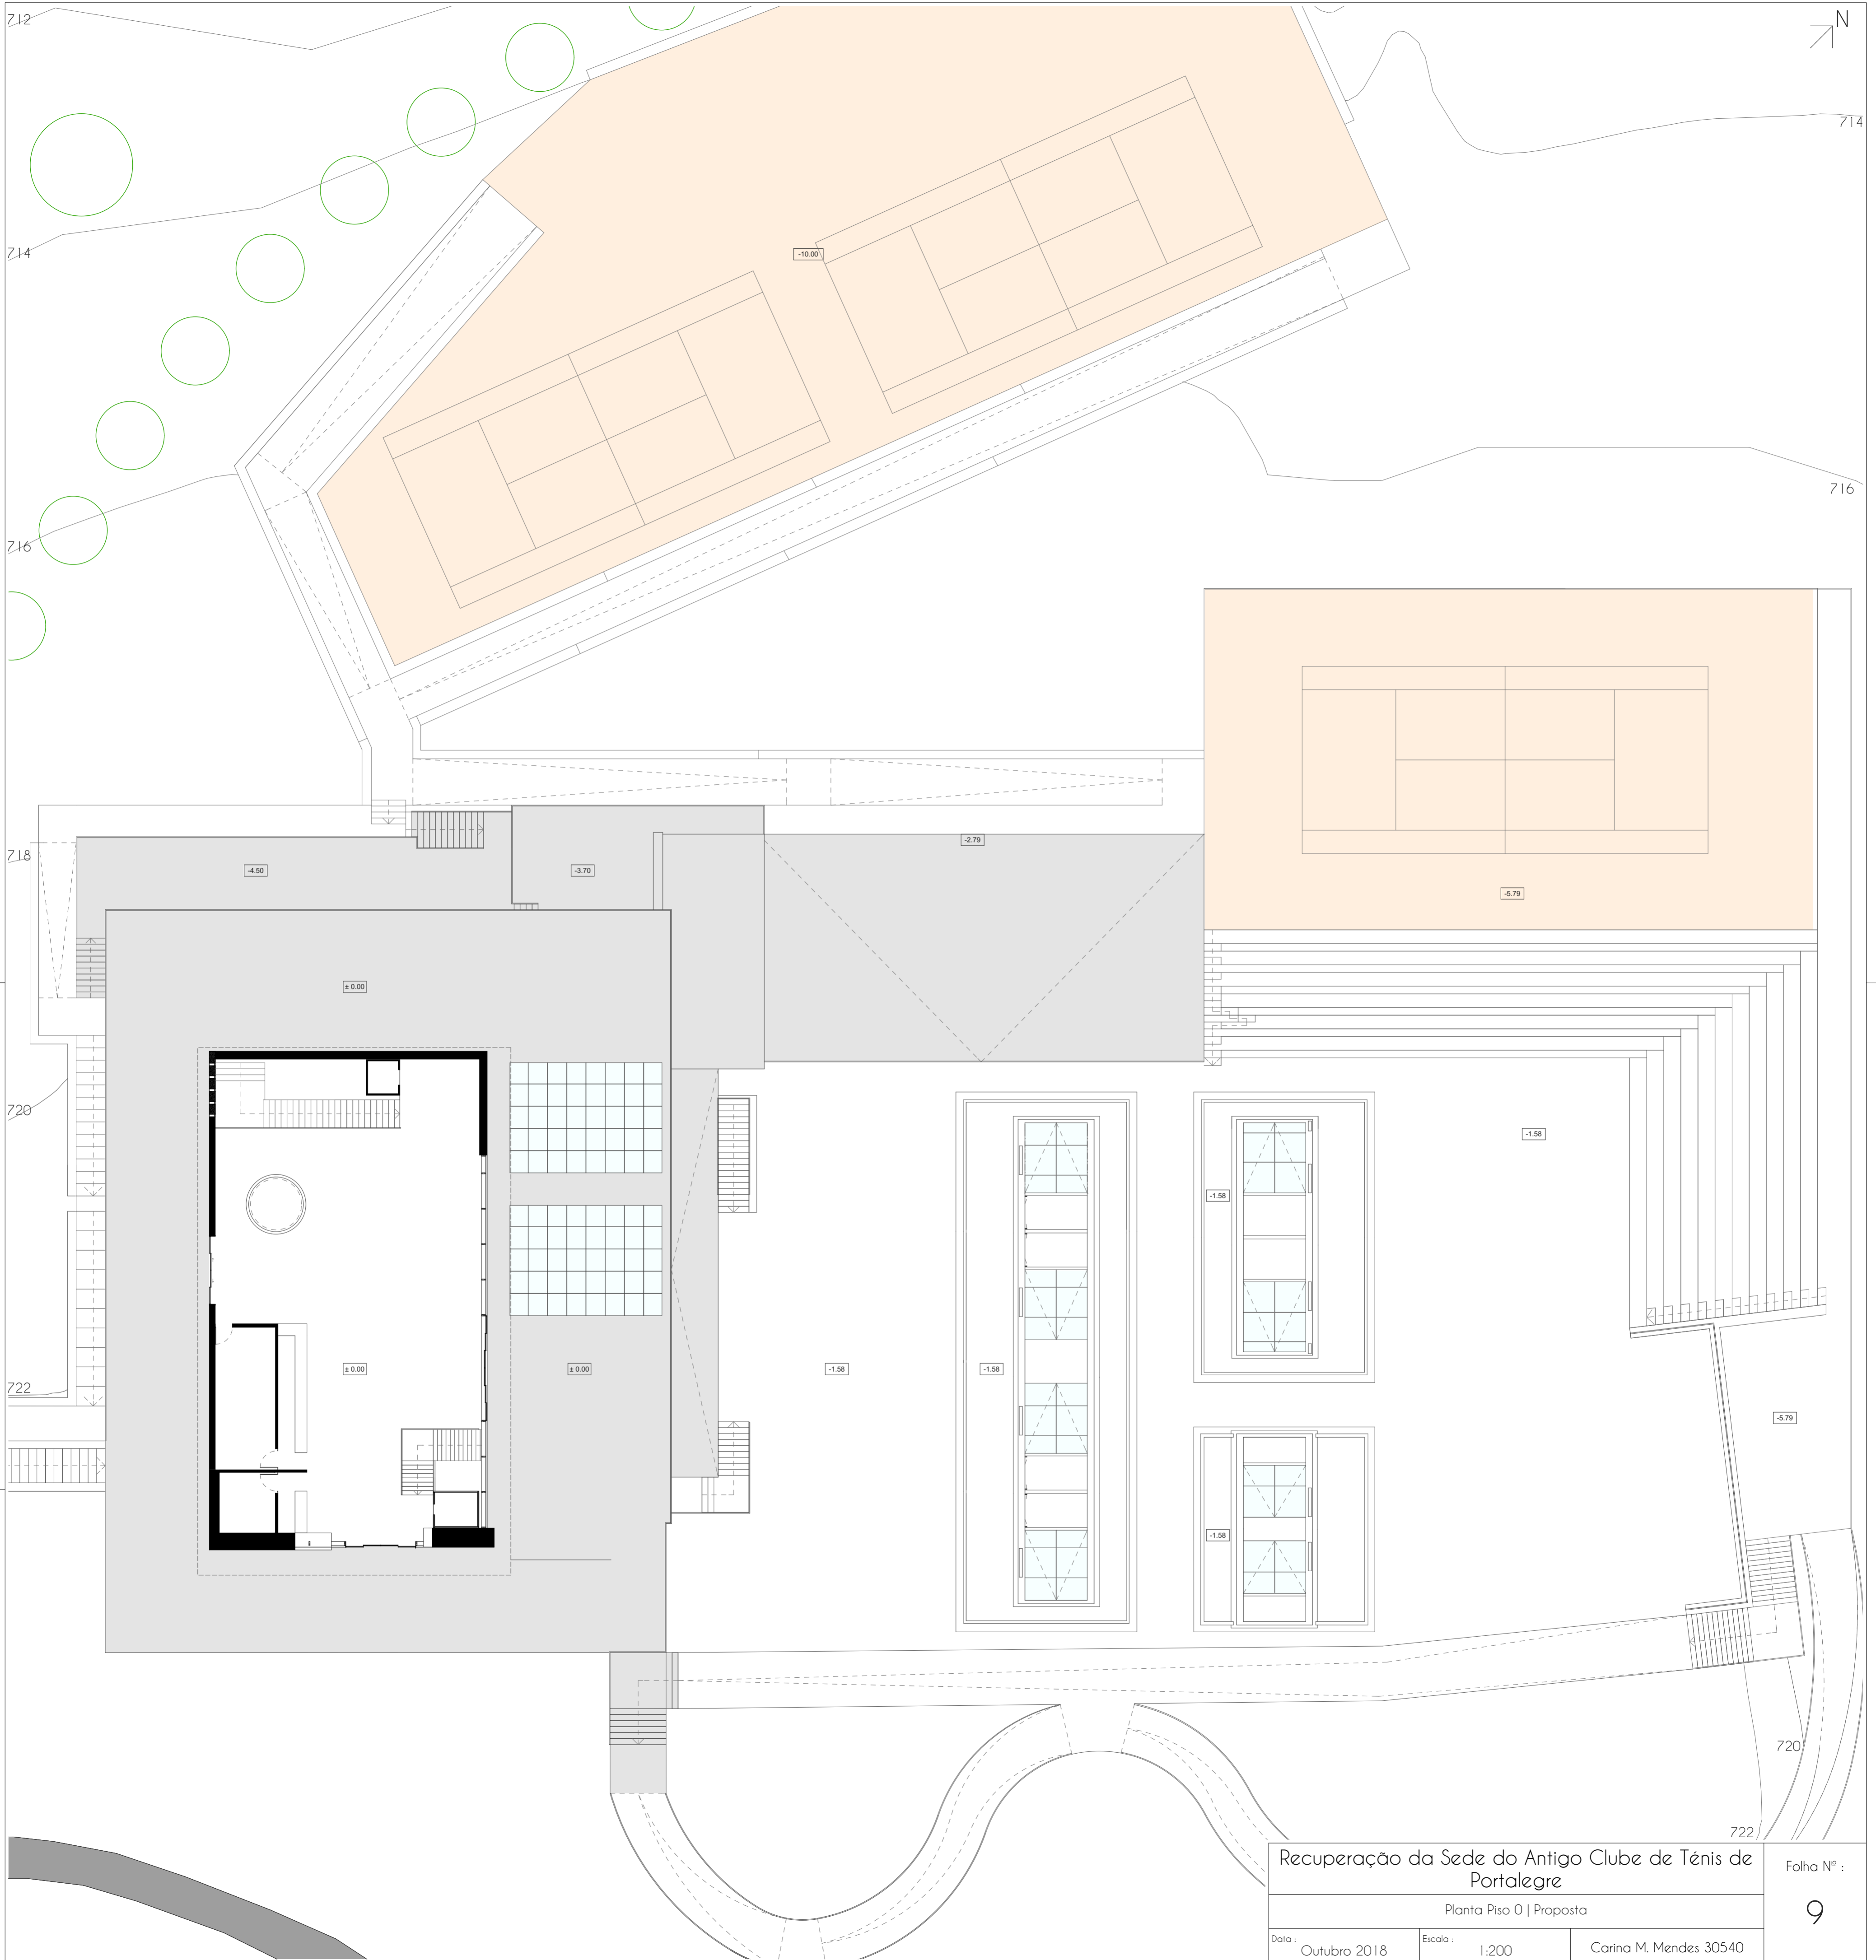 712
N
714
714
-10.00
716
716
718
-2.79
-4.50
-3.70
-5.79
± 0.00
720
-1.58
-1.58
± 0.00
± 0.00
-1.58
-1.58
722
-5.79
-1.58
720
722
Recuperação da Sede do Antigo Clube de Ténis de
Portalegre
Folha Nº :
Planta Piso 0 | Proposta
9
Data :
Outubro 2018
Escala :
1:200
Carina M. Mendes 30540